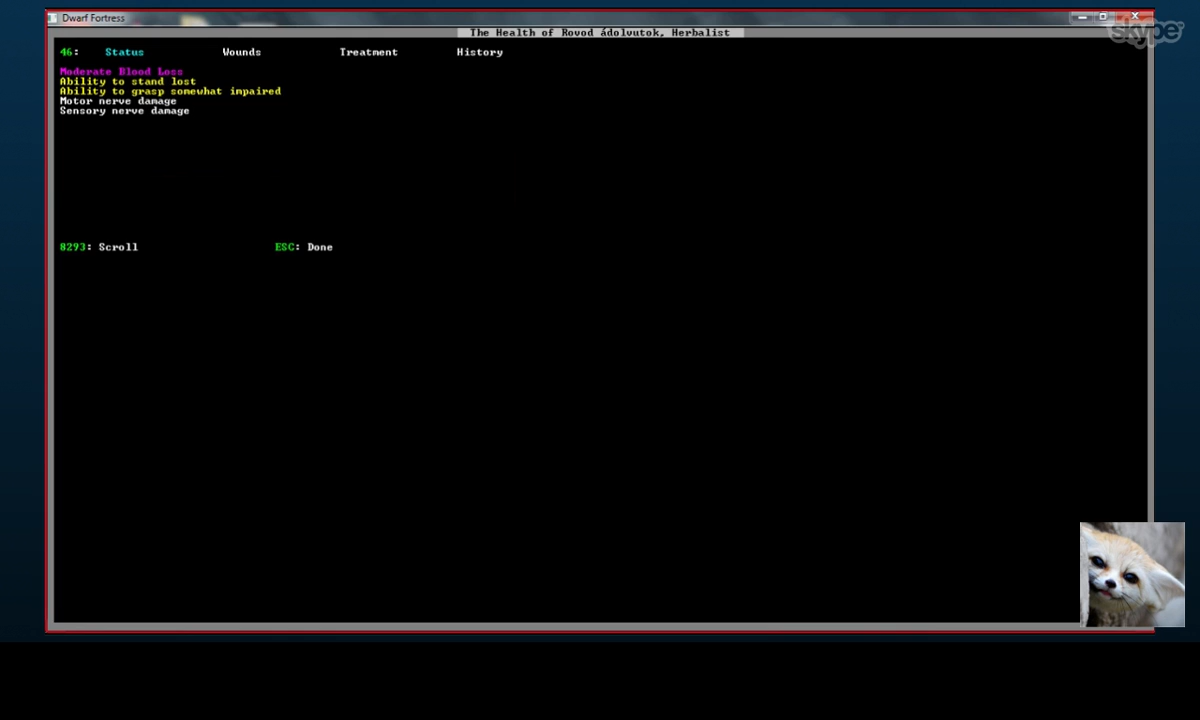 Dwarf Fortress
skype
The Health of Rovod ádolvutok, Herbalist
46: Status Wounds Treatment History
Moderate Blood Loss
Ability to stand lost
Ability to grasp somewhat impaired
Motor nerve damage
Sensory nerve damage
8293: Scroll ESC: Done